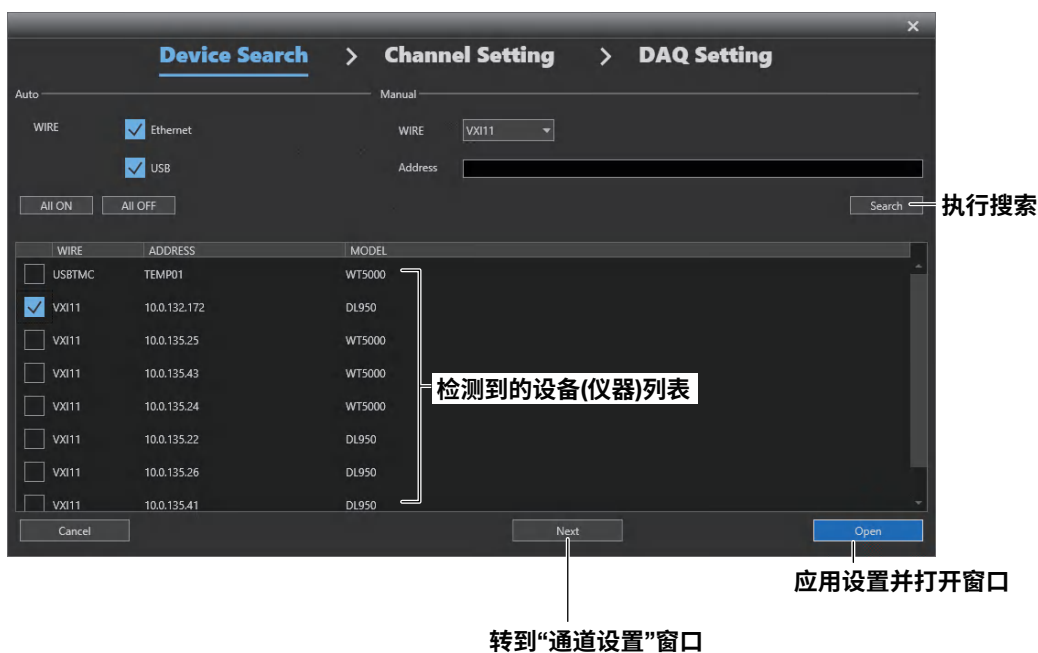 ×
Device Search > Channel Setting > DAQ Setting
Auto Manual
WIRE Ethernet WIRE VXI11
USB Address
All ON All OFF Search 执行搜索
WIRE ADDRESS MODEL
USBTMC TEMP01 WT5000
VXI11 10.0.132.172 DL950
VXI11 10.0.135.25 WT5000
VXI11 10.0.135.43 WT5000
检测到的设备(仪器)列表
VXI11 10.0.135.24 WT5000
VXI11 10.0.135.22 DL950
VXI11 10.0.135.26 DL950
VXI11 10.0.135.41 DL950
Cancel Next Open
应用设置并打开窗口
转到“通道设置”窗口